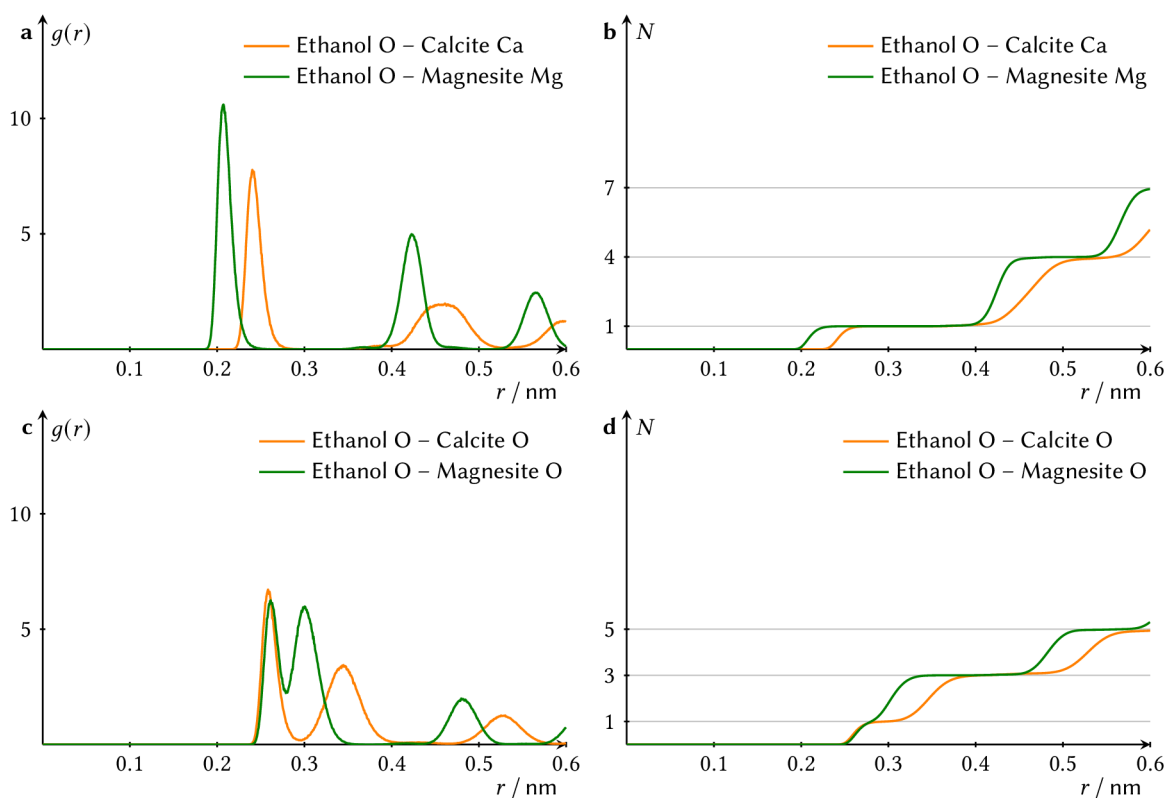 a g(r)
Ethanol O – Calcite Ca
Ethanol O – Magnesite Mg
10
5
0.1 0.2 0.3 0.4 0.5 0.6
r / nm
b N
Ethanol O – Calcite Ca
Ethanol O – Magnesite Mg
7
4
1
0.1 0.2 0.3 0.4 0.5 0.6
r / nm
c g(r)
Ethanol O – Calcite O
Ethanol O – Magnesite O
10
5
0.1 0.2 0.3 0.4 0.5 0.6
r / nm
d N
Ethanol O – Calcite O
Ethanol O – Magnesite O
5
3
1
0.1 0.2 0.3 0.4 0.5 0.6
r / nm